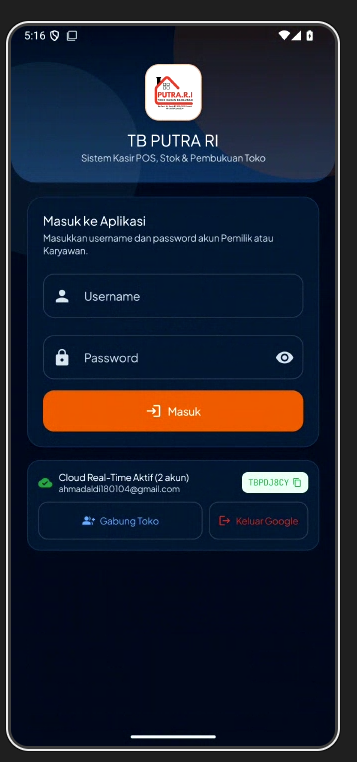 5:16
PUTRA.R.I
TB PUTRA RI
Sistem Kasir POS, Stok & Pembukuan Toko
Masuk ke Aplikasi
Masukkan username dan password akun Pemilik atau
Karyawan.
Username
Password
Masuk
Cloud Real-Time Aktif (2 akun)
ahmadaldi180104@gmail.com
TBPDJ8CY
Gabung Toko
Keluar Google